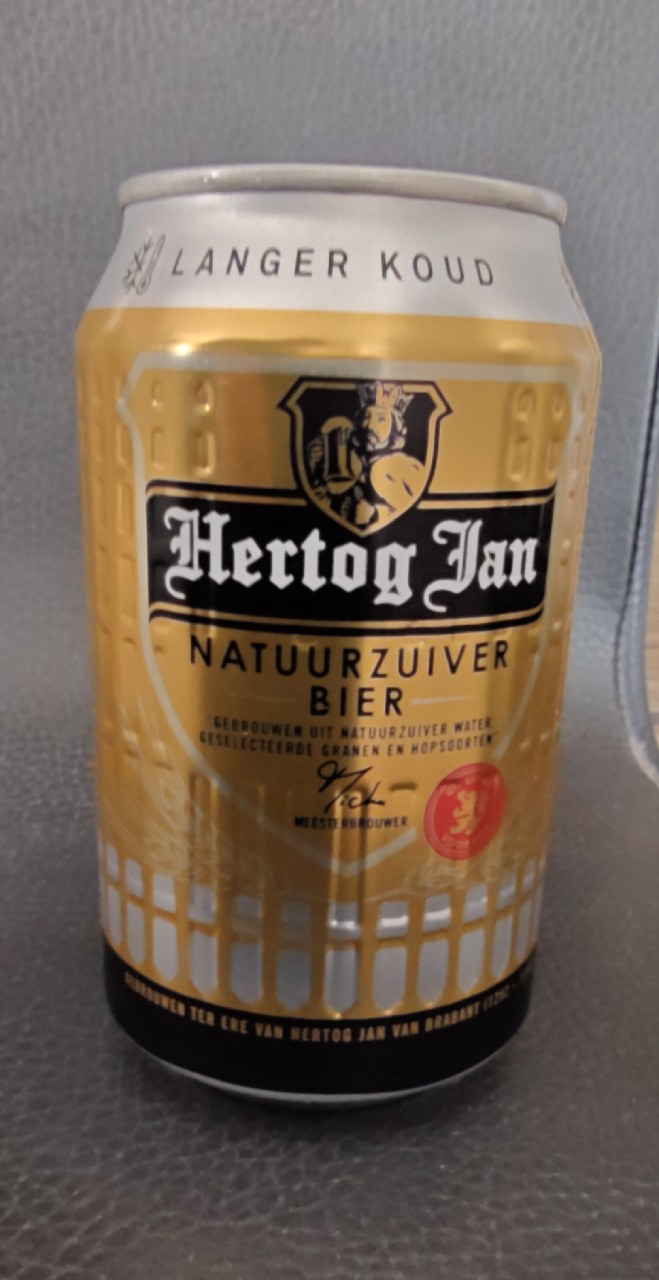 LANGER KOUD
Hertog Jan
NATUURZUIVER
BIER
"GEBROUWEN UIT NATUURZUIVER WATER,
GESELECTEERDE GRANEN EN HOPSOORTEN"
MEESTERBROUWER
GEBROUWEN TER ERE VAN HERTOG JAN VAN BRABANT (1252 -